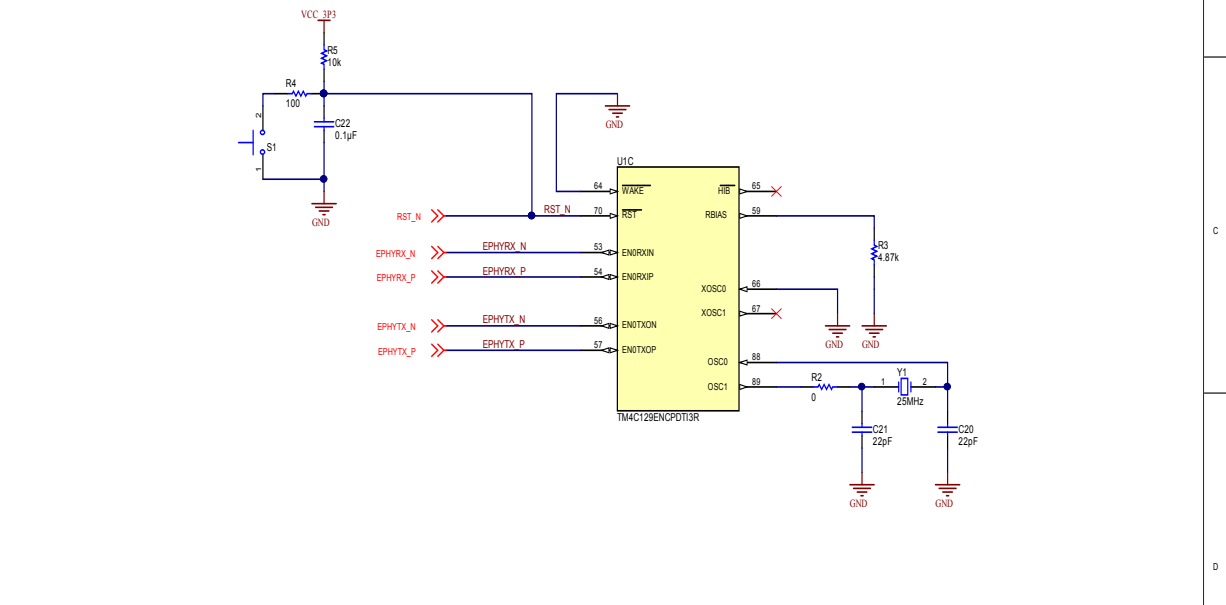 VCC_3P3
R5
10k
R4
100
C22
0.1µF
2
S1
1
GND
GND
U1C
64
WAKE
HIB
65
RST_N
RST_N
70
RST
RBIAS
59
EPHYRX_N
EPHYRX_N
53
EN0RXIN
R3
4.87k
EPHYRX_P
EPHYRX_P
54
EN0RXIP
XOSC0
66
XOSC1
67
EPHYTX_N
EPHYTX_N
56
EN0TXON
GND
GND
EPHYTX_P
EPHYTX_P
57
EN0TXOP
OSC0
88
OSC1
89
R2
0
1
Y1
2
25MHz
TM4C129ENCPDTI3R
C21
22pF
C20
22pF
GND
GND
C
D